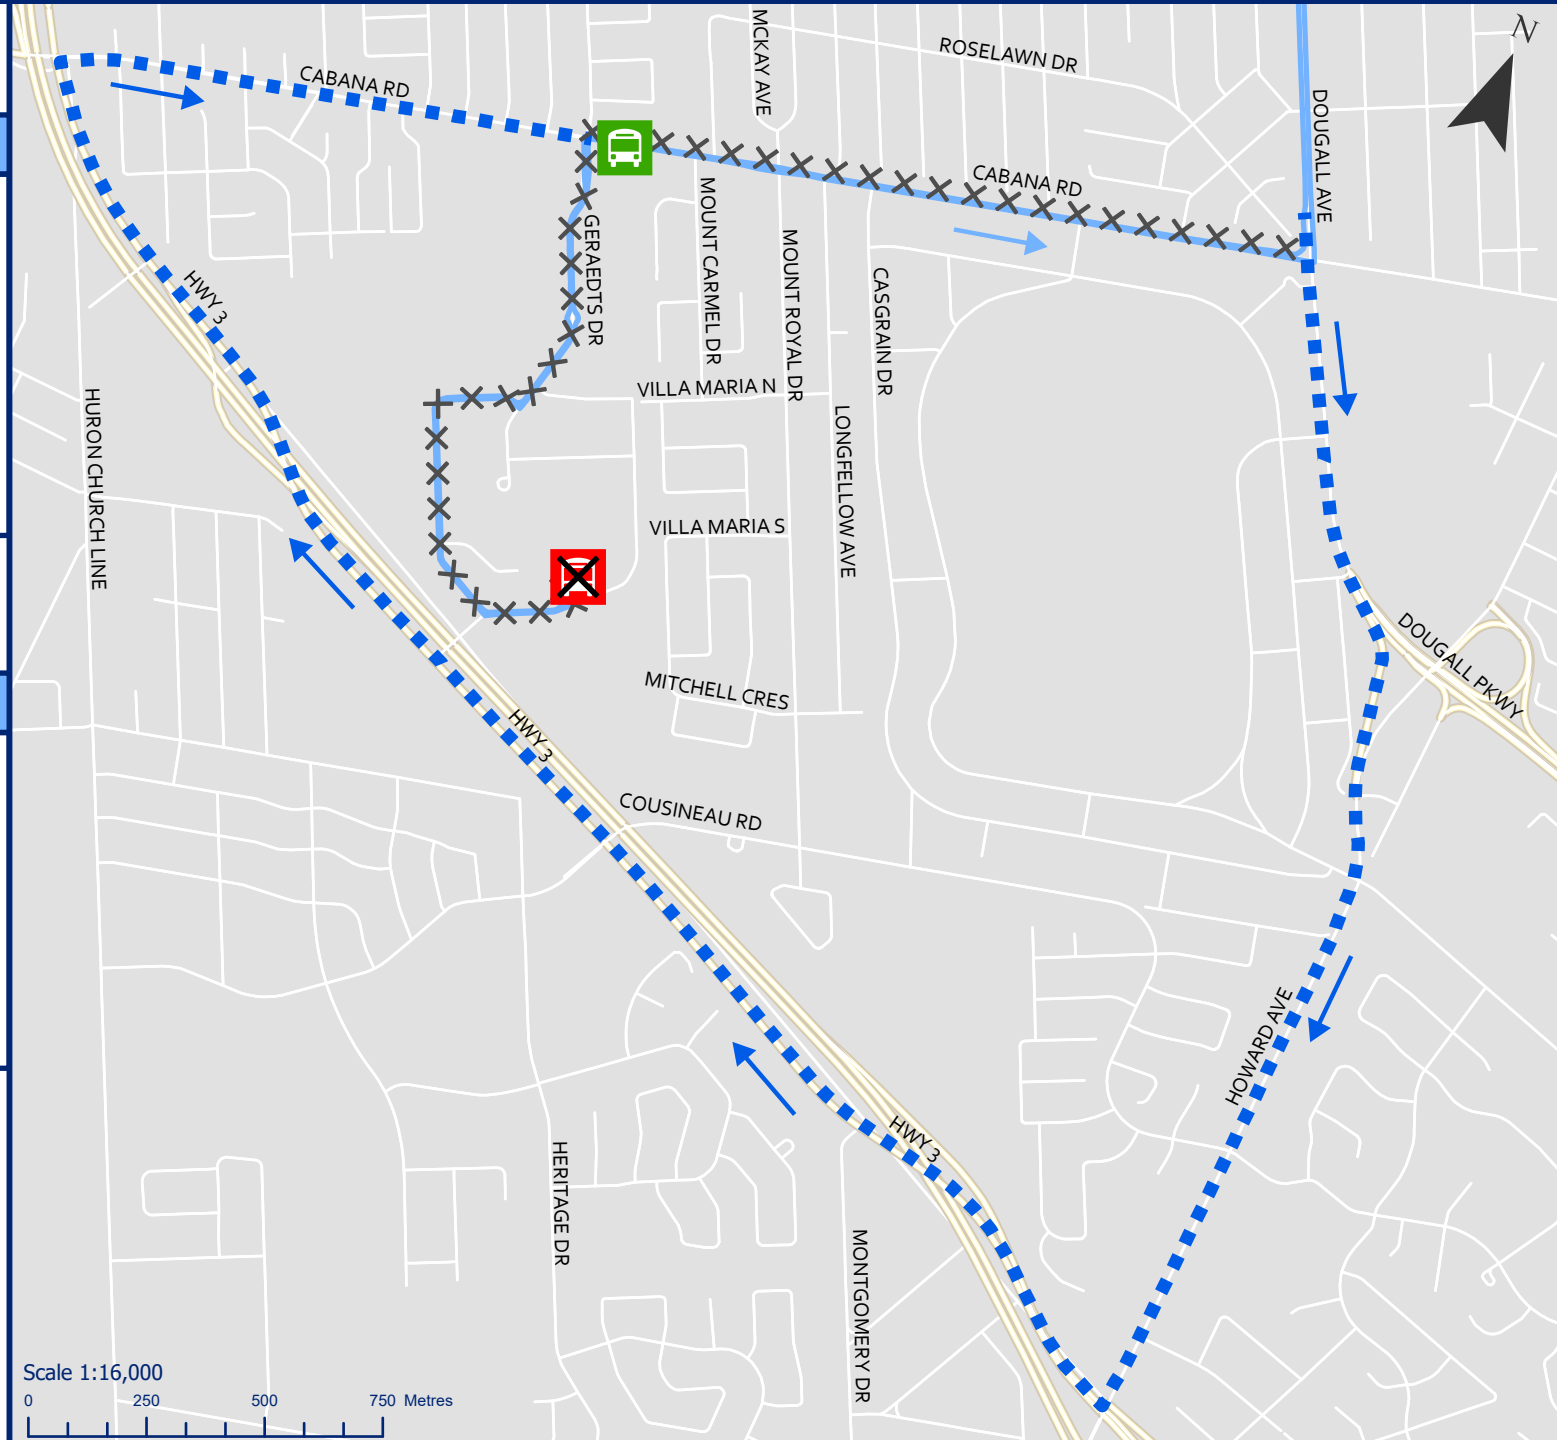 N
MCKAY AVE
ROSELAWN DR
CABANA RD
DOUGALL AVE
CABANA RD
GERAEDTS DR
MOUNT CARMEL DR
MOUNT ROYAL DR
CASGRAIN DR
HWY 3
VILLA MARIA N
HURON CHURCH LINE
LONGFELLOW AVE
VILLA MARIA S
DOUGALL PKWY
MITCHELL CRES
HWY 3
COUSINEAU RD
HOWARD AVE
HWY 3
HERITAGE DR
MONTGOMERY DR
Scale 1:16,000
0 250 500 750 Metres